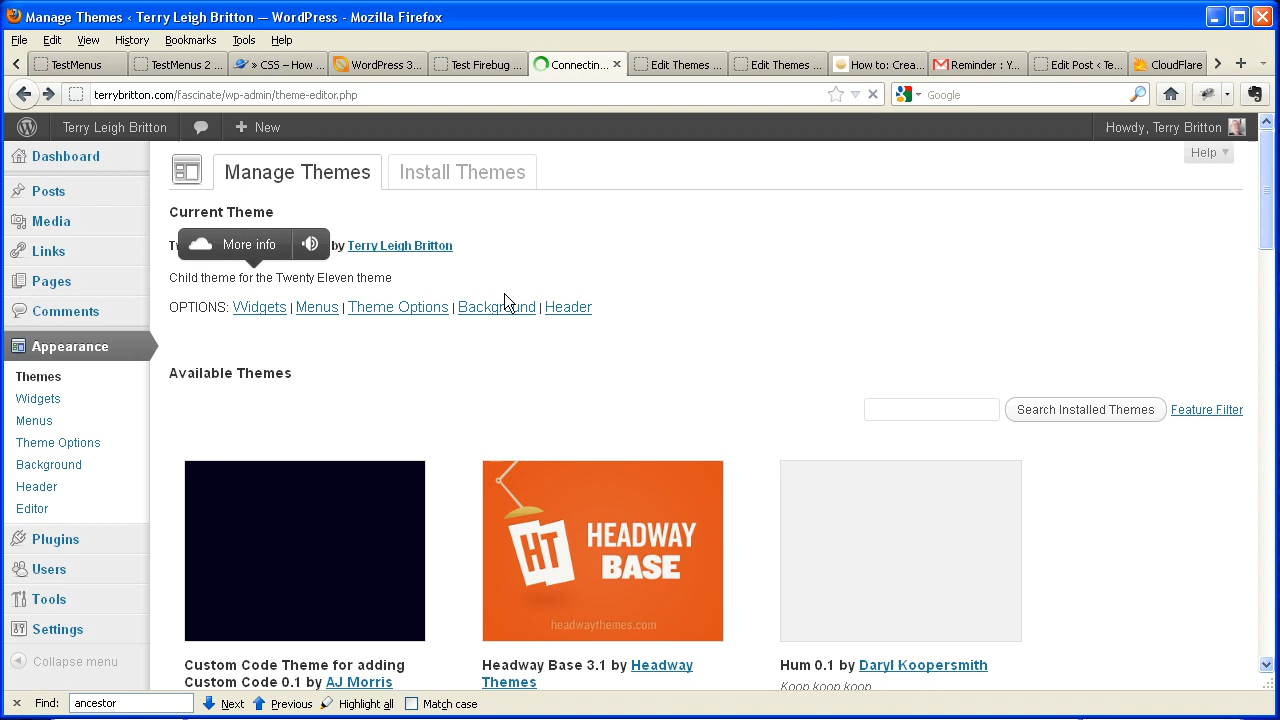 Manage Themes ‹ Terry Leigh Britton — WordPress - Mozilla Firefox
File Edit View History Bookmarks Tools Help
TestMenus TestMenus 2 ... » CSS – How ... WordPress 3... Test Firebug ... Connectin... Edit Themes ... Edit Themes ... How to: Crea... Reminder : Y... Edit Post ‹ Te... CloudFlare
terrybritton.com/fascinate/wp-admin/theme-editor.php Google
Terry Leigh Britton New Howdy, Terry Britton
Help
Dashboard
Posts
Media
Links
Pages
Comments
Appearance
Themes
Widgets
Menus
Theme Options
Background
Header
Editor
Plugins
Users
Tools
Settings
Collapse menu
Manage Themes Install Themes
Current Theme
by Terry Leigh Britton
More info
Child theme for the Twenty Eleven theme
OPTIONS: Widgets | Menus | Theme Options | Background | Header
Available Themes
Search Installed Themes Feature Filter
HT HEADWAY
BASE
headwaythemes.com
Custom Code Theme for adding
Custom Code 0.1 by AJ Morris
Headway Base 3.1 by Headway
Themes
Hum 0.1 by Daryl Koopersmith
Koop koop koop
Find: ancestor Next Previous Highlight all Match case